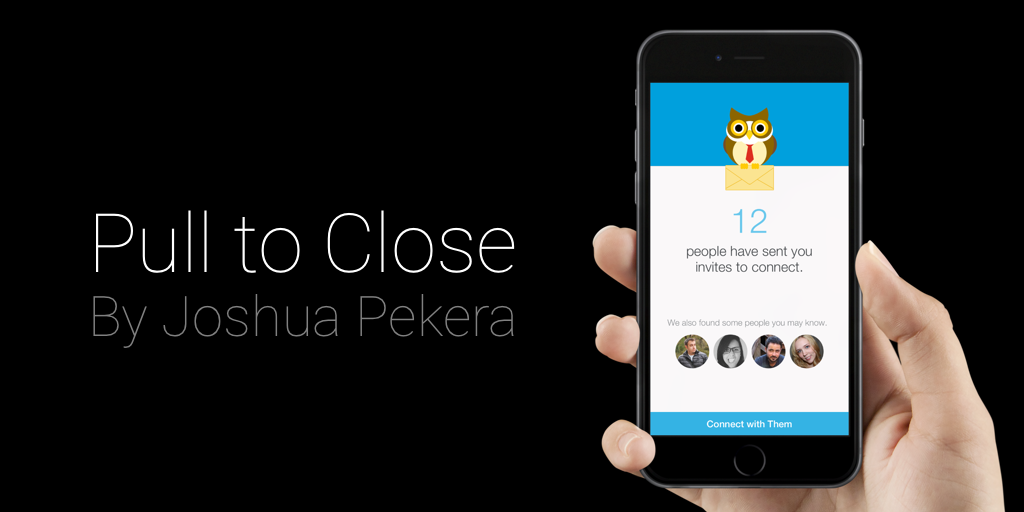 Pull to Close
By Joshua Pekera
12
people have sent you
invites to connect.
We also found some people you may know.
Connect with Them